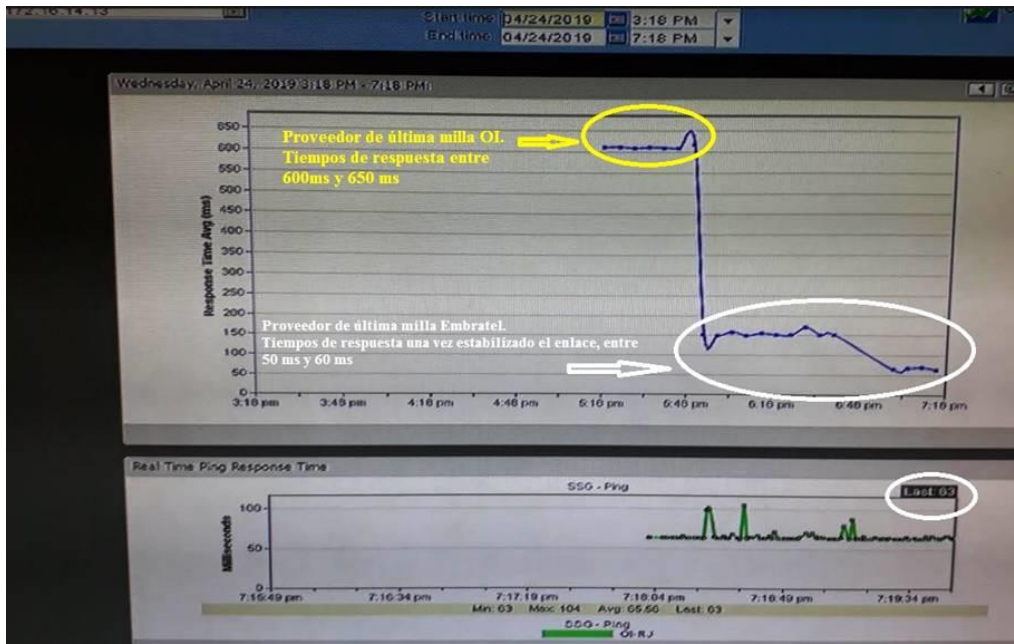 172.16.14.13
Start time 04/24/2019 3:18 PM
End time 04/24/2019 7:18 PM
Wednesday, April 24, 2019 3:18 PM - 7:18 PM
Response Time Avg (ms)
650
600
550
500
450
400
350
300
250
200
150
100
50
0
Proveedor de última milla OI.
Tiempos de respuesta entre
600ms y 650 ms
Proveedor de última milla Embratel.
Tiempos de respuesta una vez estabilizado el enlace, entre
50 ms y 60 ms
3:18 pm 3:48 pm 4:18 pm 4:48 pm 5:18 pm 5:48 pm 6:18 pm 6:48 pm 7:18 pm
Real Time Ping Response Time
SSG - Ping
Last: 63
Milliseconds
100
50
0
7:15:49 pm 7:16:34 pm 7:17:19 pm 7:18:04 pm 7:18:49 pm 7:19:34 pm
Min: 63 Max: 104 Avg: 65.56 Last: 63
SSG - Ping
OI-RJ